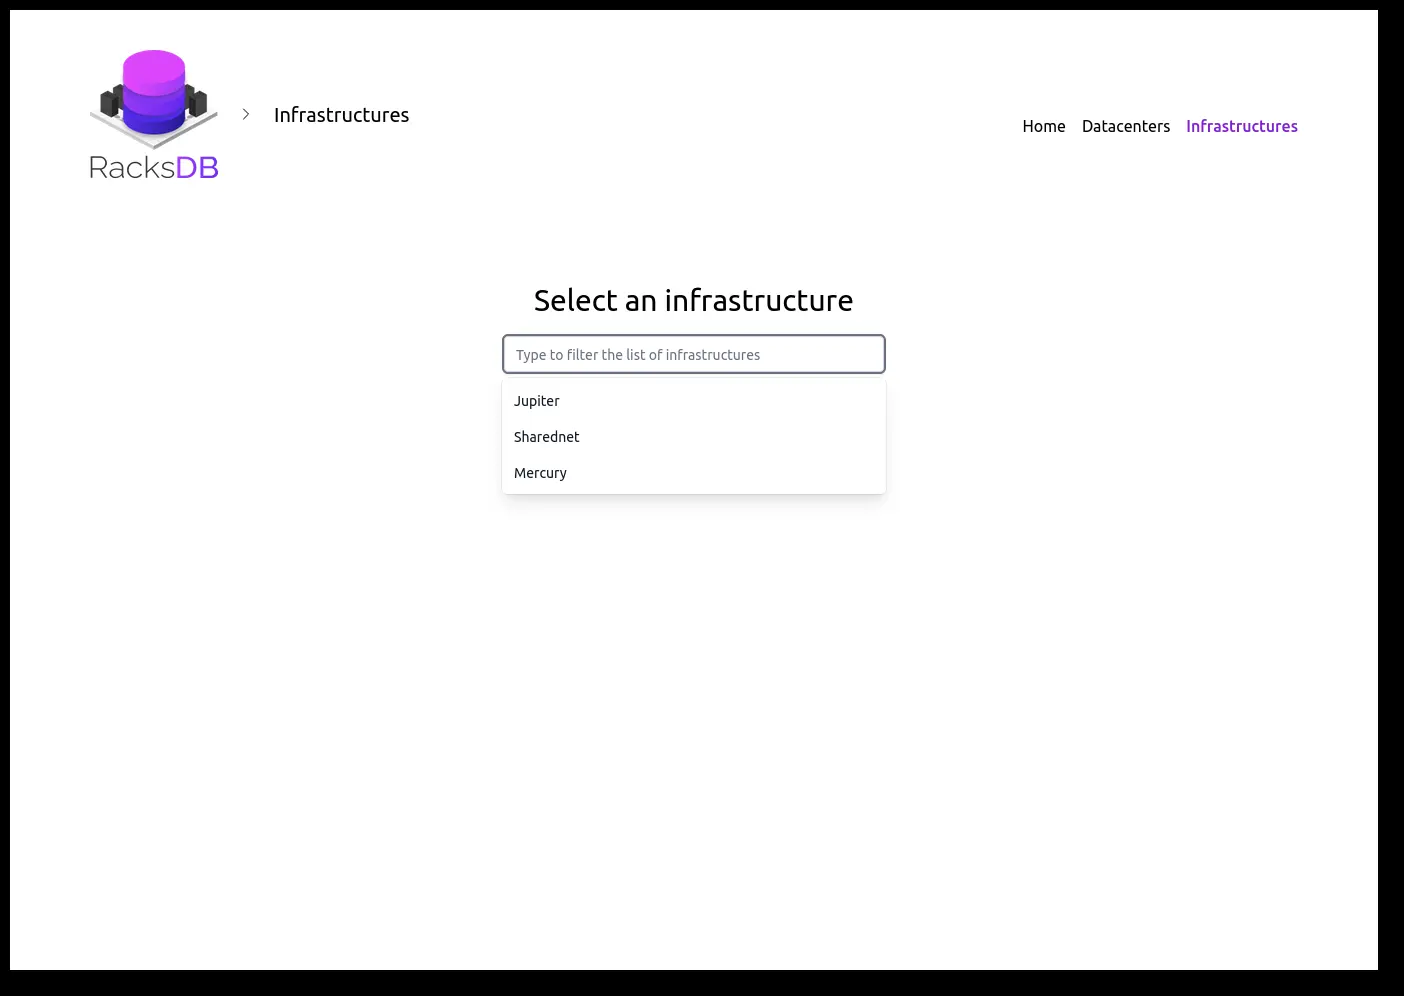 RacksDB
Infrastructures
Home Datacenters Infrastructures
Select an infrastructure
Type to filter the list of infrastructures
Jupiter
Sharednet
Mercury